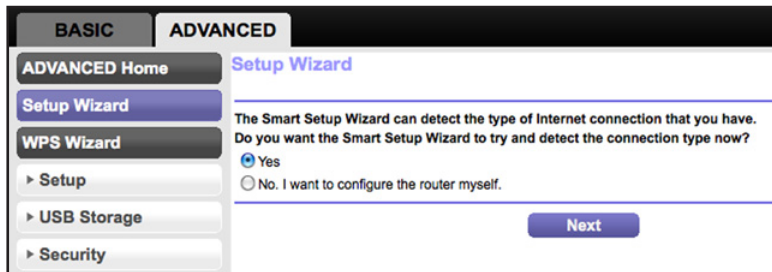 BASIC ADVANCED
ADVANCED Home
Setup Wizard
WPS Wizard
Setup
USB Storage
Security
Setup Wizard
The Smart Setup Wizard can detect the type of Internet connection that you have.
Do you want the Smart Setup Wizard to try and detect the connection type now?
Yes
No. I want to configure the router myself.
Next